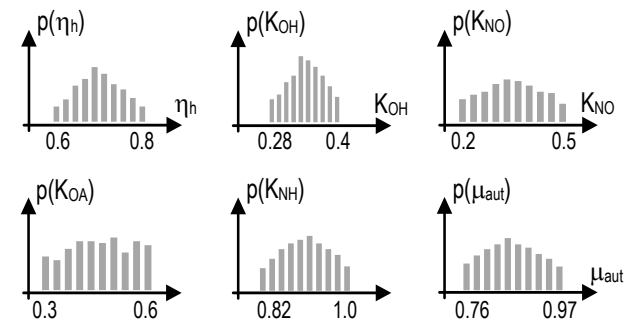 p(ηh) p(KOH) p(KNO)
ηh KOH KNO
0.6 0.8 0.28 0.4 0.2 0.5
p(KOA) p(KNH) p(μaut)
μaut
0.3 0.6 0.82 1.0 0.76 0.97